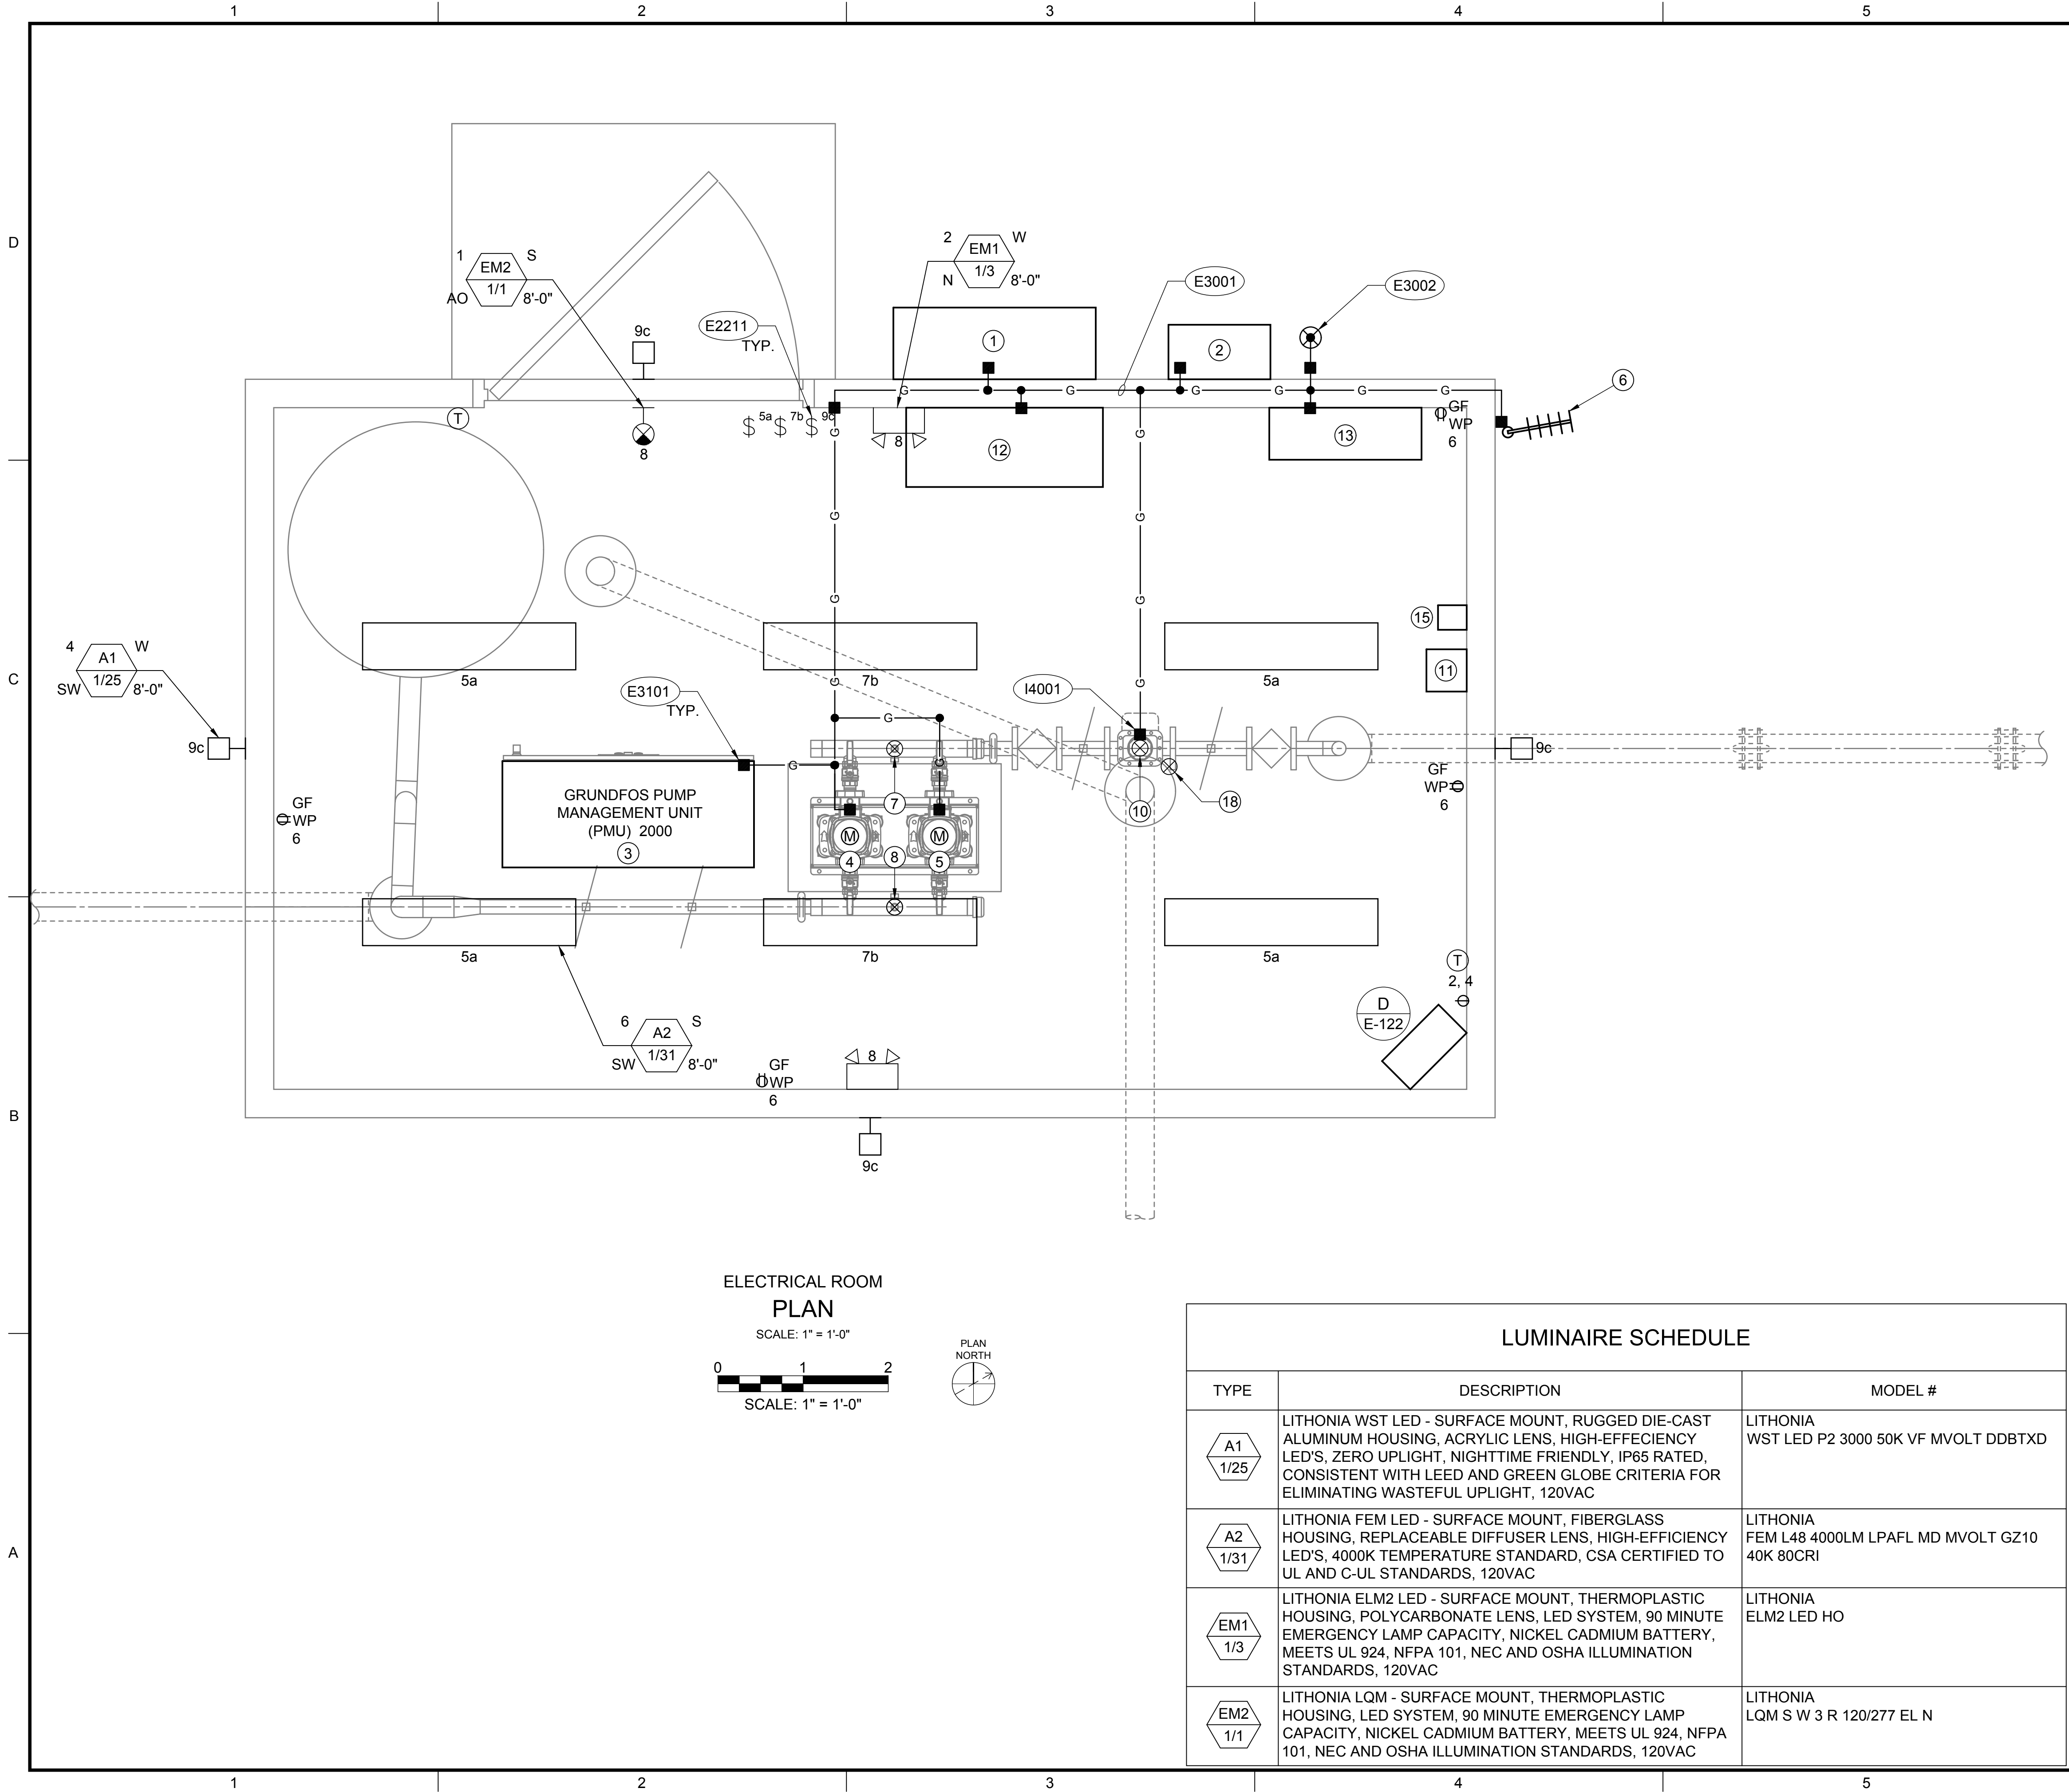 1 2 3 4 5
D
1 S
EM2
1/1
AO 8'-0"
2 W
EM1
1/3
N 8'-0"
E3001
E3002
9c
E2211
TYP.
1
2
6
G G G G G G
T
$ 5a $ 7b $ 9c
8
8
12
13
GF
WP
6
G G
G G
G G
G G
C
4 W
A1
1/25
SW 8'-0"
9c
5a
7b
5a
15
11
E3101
TYP.
I4001
G
G
G
9c
GRUNDFOS PUMP
MANAGEMENT UNIT
(PMU) 2000
3
7
10
18
GF
WP
6
GF
WP
6
M M
4 8 5
5a
7b
5a
T
2, 4
D
E-122
6 S
A2
1/31
SW 8'-0"
GF
WP
6
8
B
9c
ELECTRICAL ROOM
PLAN
SCALE: 1" = 1'-0"
0 1 2
SCALE: 1" = 1'-0"
PLAN
NORTH
A
LUMINAIRE SCHEDULE
TYPE DESCRIPTION MODEL #
A1
1/25
LITHONIA WST LED - SURFACE MOUNT, RUGGED DIE-CAST
ALUMINUM HOUSING, ACRYLIC LENS, HIGH-EFFECIENCY
LED'S, ZERO UPLIGHT, NIGHTTIME FRIENDLY, IP65 RATED,
CONSISTENT WITH LEED AND GREEN GLOBE CRITERIA FOR
ELIMINATING WASTEFUL UPLIGHT, 120VAC
LITHONIA
WST LED P2 3000 50K VF MVOLT DDBTXD
A2
1/31
LITHONIA FEM LED - SURFACE MOUNT, FIBERGLASS
HOUSING, REPLACEABLE DIFFUSER LENS, HIGH-EFFICIENCY
LED'S, 4000K TEMPERATURE STANDARD, CSA CERTIFIED TO
UL AND C-UL STANDARDS, 120VAC
LITHONIA
FEM L48 4000LM LPAFL MD MVOLT GZ10
40K 80CRI
EM1
1/3
LITHONIA ELM2 LED - SURFACE MOUNT, THERMOPLASTIC
HOUSING, POLYCARBONATE LENS, LED SYSTEM, 90 MINUTE
EMERGENCY LAMP CAPACITY, NICKEL CADMIUM BATTERY,
MEETS UL 924, NFPA 101, NEC AND OSHA ILLUMINATION
STANDARDS, 120VAC
LITHONIA
ELM2 LED HO
EM2
1/1
LITHONIA LQM - SURFACE MOUNT, THERMOPLASTIC
HOUSING, LED SYSTEM, 90 MINUTE EMERGENCY LAMP
CAPACITY, NICKEL CADMIUM BATTERY, MEETS UL 924, NFPA
101, NEC AND OSHA ILLUMINATION STANDARDS, 120VAC
LITHONIA
LQM S W 3 R 120/277 EL N
1 2 3 4 5